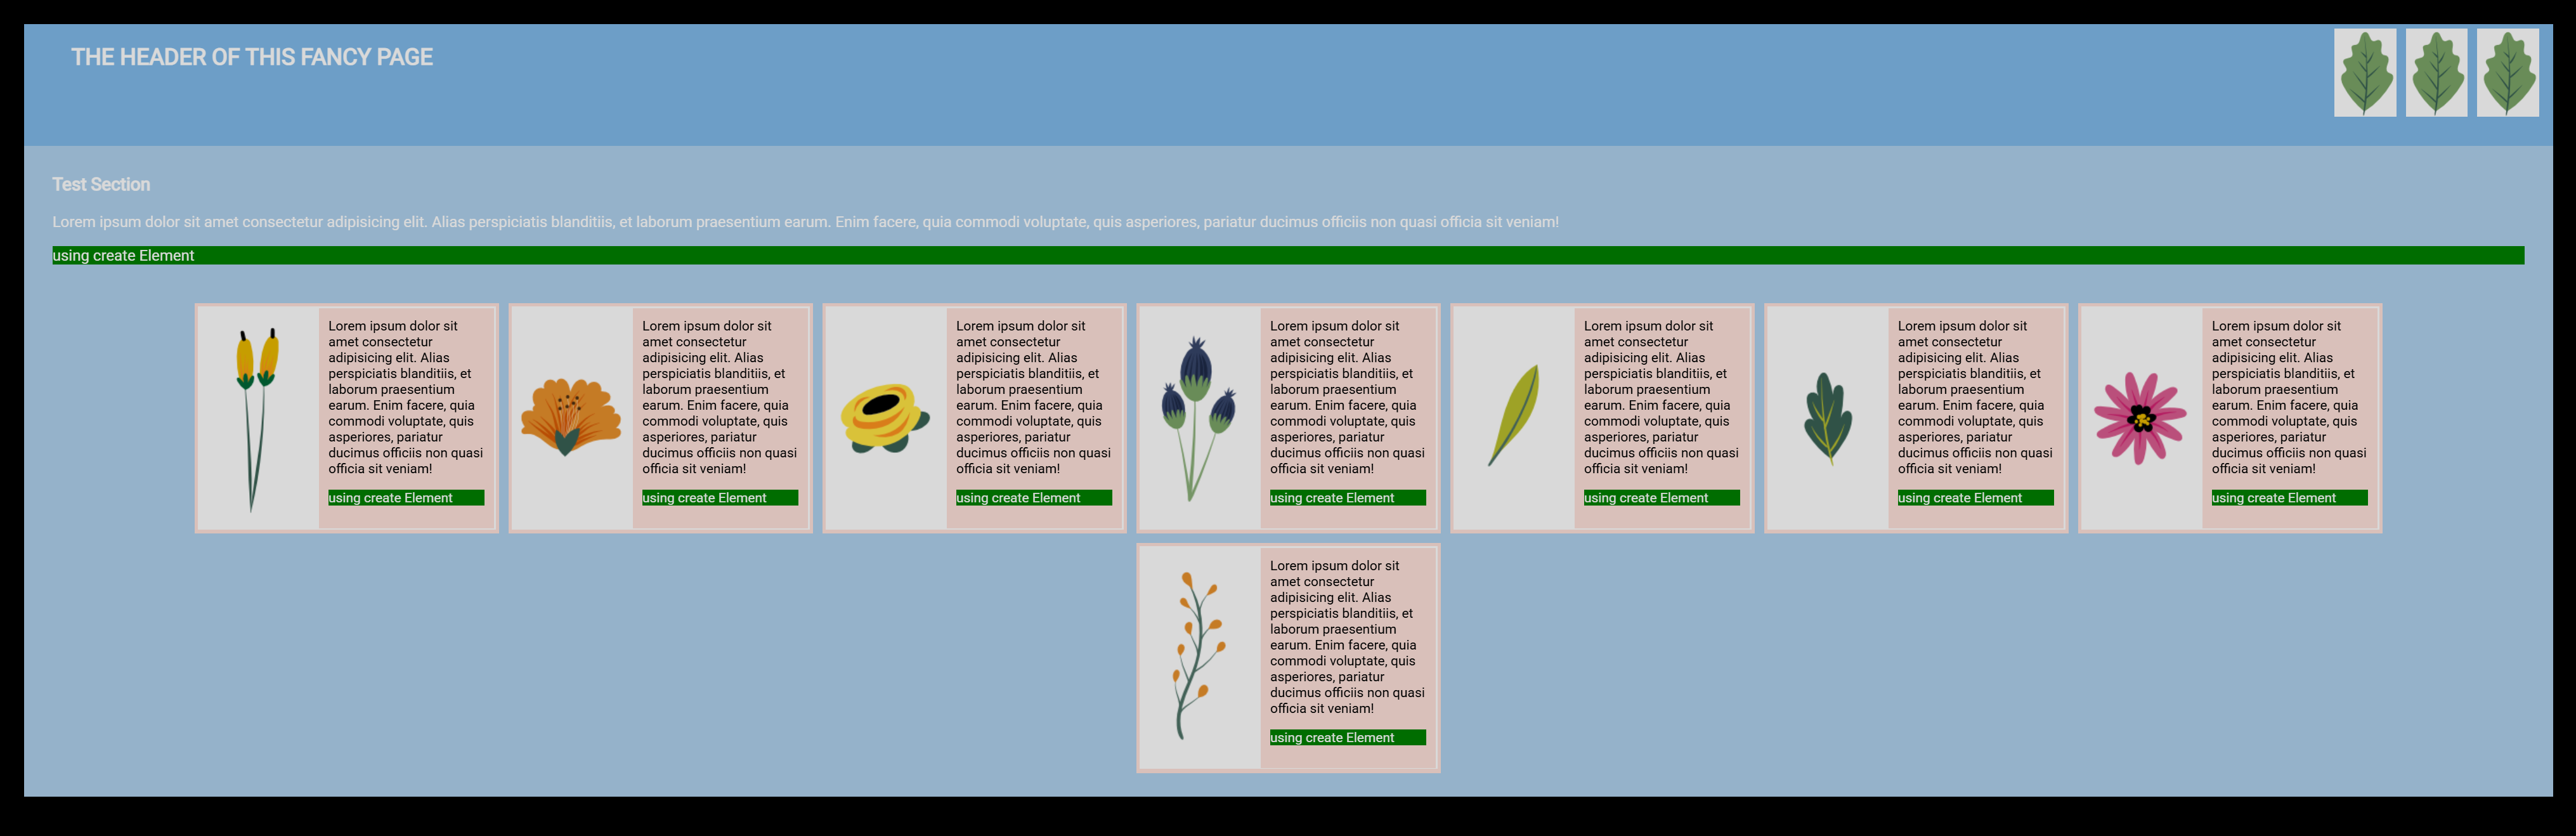 THE HEADER OF THIS FANCY PAGE
Test Section
Lorem ipsum dolor sit amet consectetur adipisicing elit. Alias perspiciatis blanditiis, et laborum praesentium earum. Enim facere, quia commodi voluptate, quis asperiores, pariatur ducimus officiis non quasi officia sit veniam!
using create Element
Lorem ipsum dolor sit
amet consectetur
adipisicing elit. Alias
perspiciatis blanditiis, et
laborum praesentium
earum. Enim facere, quia
commodi voluptate, quis
asperiores, pariatur
ducimus officiis non quasi
officia sit veniam!
using create Element
Lorem ipsum dolor sit
amet consectetur
adipisicing elit. Alias
perspiciatis blanditiis, et
laborum praesentium
earum. Enim facere, quia
commodi voluptate, quis
asperiores, pariatur
ducimus officiis non quasi
officia sit veniam!
using create Element
Lorem ipsum dolor sit
amet consectetur
adipisicing elit. Alias
perspiciatis blanditiis, et
laborum praesentium
earum. Enim facere, quia
commodi voluptate, quis
asperiores, pariatur
ducimus officiis non quasi
officia sit veniam!
using create Element
Lorem ipsum dolor sit
amet consectetur
adipisicing elit. Alias
perspiciatis blanditiis, et
laborum praesentium
earum. Enim facere, quia
commodi voluptate, quis
asperiores, pariatur
ducimus officiis non quasi
officia sit veniam!
using create Element
Lorem ipsum dolor sit
amet consectetur
adipisicing elit. Alias
perspiciatis blanditiis, et
laborum praesentium
earum. Enim facere, quia
commodi voluptate, quis
asperiores, pariatur
ducimus officiis non quasi
officia sit veniam!
using create Element
Lorem ipsum dolor sit
amet consectetur
adipisicing elit. Alias
perspiciatis blanditiis, et
laborum praesentium
earum. Enim facere, quia
commodi voluptate, quis
asperiores, pariatur
ducimus officiis non quasi
officia sit veniam!
using create Element
Lorem ipsum dolor sit
amet consectetur
adipisicing elit. Alias
perspiciatis blanditiis, et
laborum praesentium
earum. Enim facere, quia
commodi voluptate, quis
asperiores, pariatur
ducimus officiis non quasi
officia sit veniam!
using create Element
Lorem ipsum dolor sit
amet consectetur
adipisicing elit. Alias
perspiciatis blanditiis, et
laborum praesentium
earum. Enim facere, quia
commodi voluptate, quis
asperiores, pariatur
ducimus officiis non quasi
officia sit veniam!
using create Element